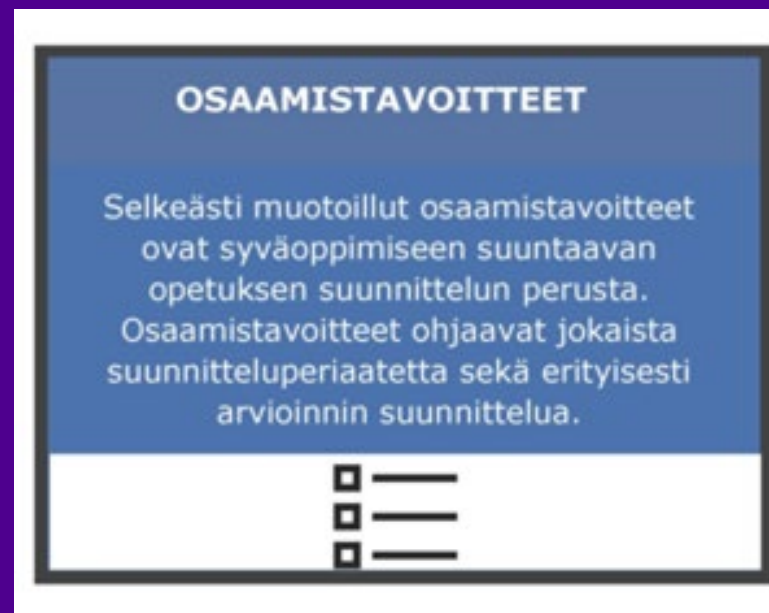 OSAAMISTAVOITTEET
Selkeästi muotoillut osaamistavoitteet
ovat syväoppimiseen suuntaavan
opetuksen suunnittelun perusta.
Osaamistavoitteet ohjaavat jokaista
suunnitteluperiaatetta sekä erityisesti
arvioinnin suunnittelua.